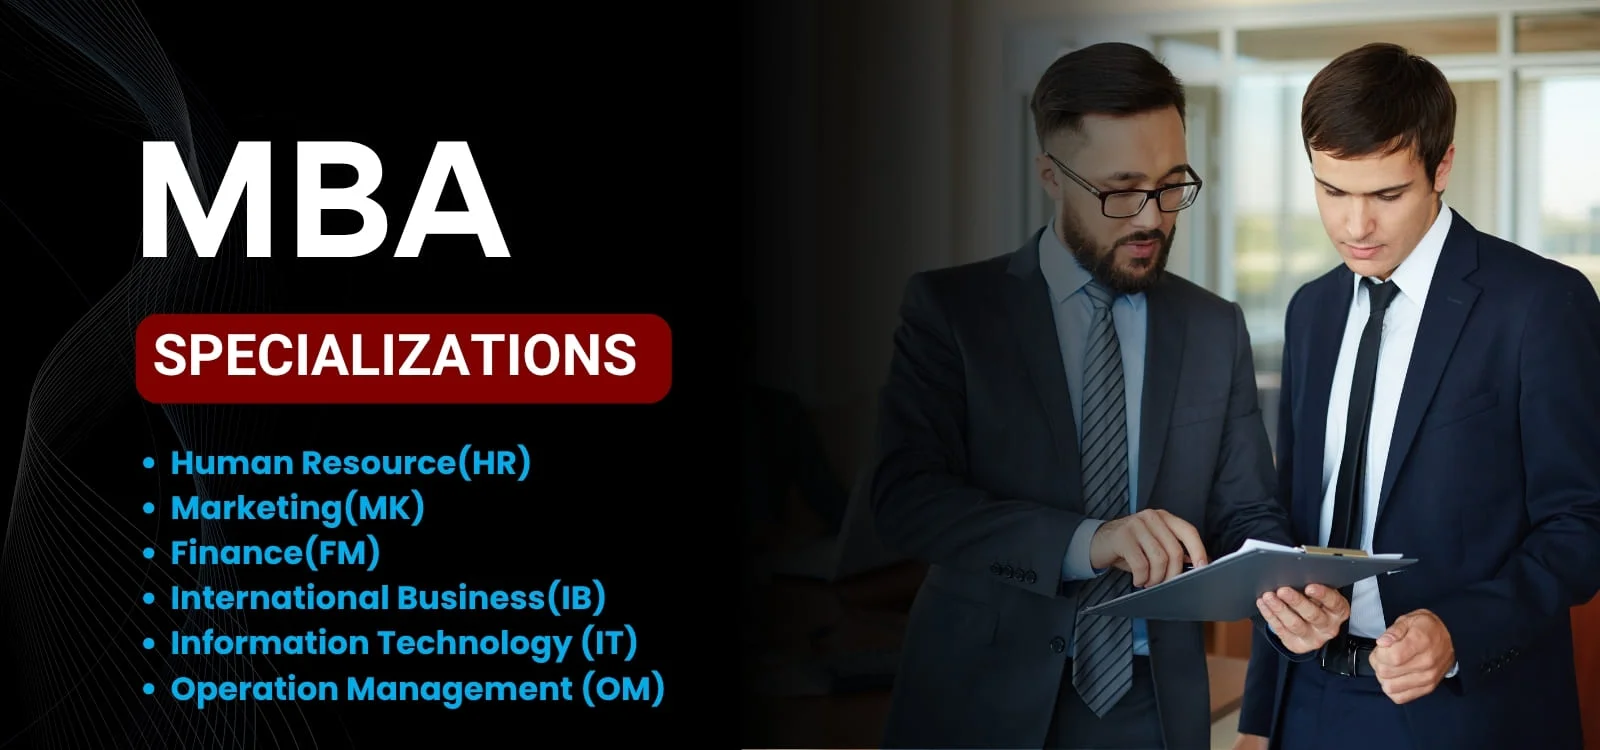 MBA
SPECIALIZATIONS
• Human Resource(HR)
• Marketing(MK)
• Finance(FM)
• International Business(IB)
• Information Technology (IT)
• Operation Management (OM)